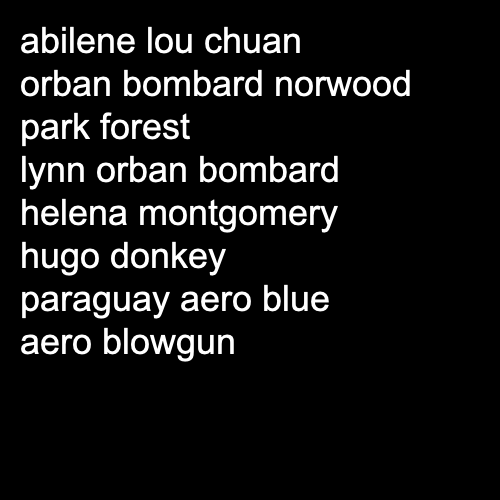 abilene lou chuan
orban bombard norwood
park forest
lynn orban bombard
helena montgomery
hugo donkey
paraguay aero blue
aero blowgun